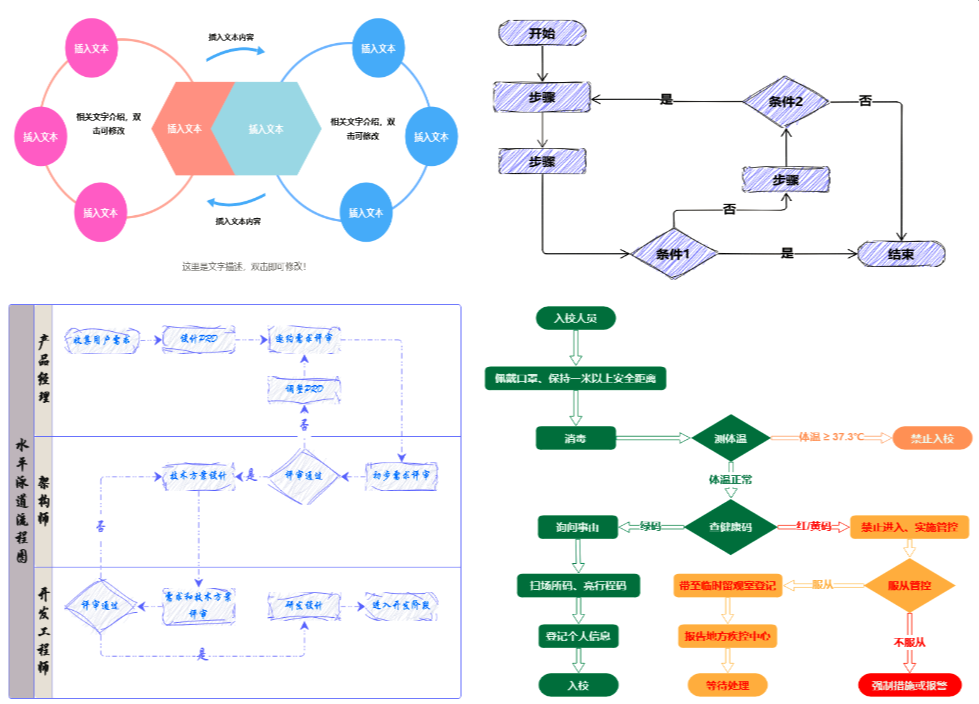 插入文本
插入文本
插入文本
插入文本
插入文本
插入文本
插入文本
插入文本
插入文本内容
插入文本内容
相关文字介绍，双
击可修改
相关文字介绍，双
击可修改
这里是文字描述，双击即可修改！
开始
步骤
步骤
条件1
是
否
步骤
条件2
是
否
结束
水平泳道流程图
产品经理
收集用户需求
设计PRD
连约需求评审
调整PRD
否
架构师
技术方案设计
是
评审通过
初步需求评审
否
开发工程师
评审通过
需求和技术方案
评审
研发设计
进入开发阶段
是
入校人员
佩戴口罩、保持一米以上安全距离
消毒
测体温
体温 ≥ 37.3℃
禁止入校
体温正常
查健康码
绿码
询问事由
红/黄码
禁止进入、实施管控
扫场所码、亮行程码
登记个人信息
入校
服从管控
服从
带至临时留观室登记
报告地方疾控中心
等待处理
不服从
强制措施或报警